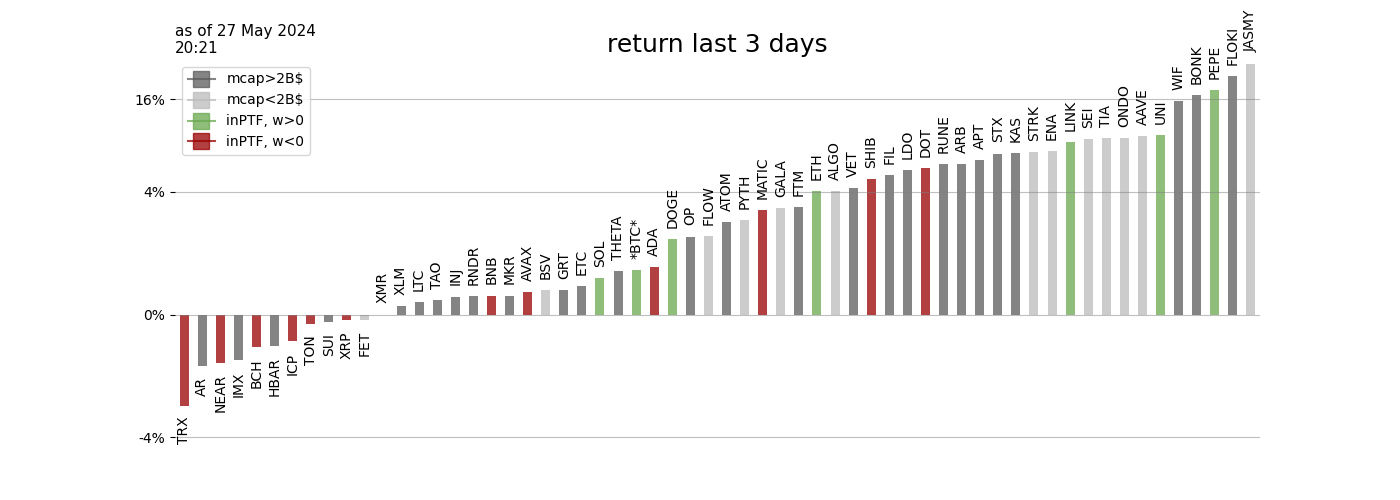 as of 27 May 2024
20:21
return last 3 days
mcap>2B$
mcap<2B$
inPTF, w>0
inPTF, w<0
16%
4%
0%
-4%
TRX
AR
NEAR
IMX
BCH
HBAR
ICP
TON
SUI
XRP
FET
XMR
XLM
LTC
TAO
INJ
RNDR
BNB
MKR
AVAX
BSV
GRT
ETC
SOL
THETA
*BTC*
ADA
DOGE
OP
FLOW
ATOM
PYTH
MATIC
GALA
FTM
ETH
ALGO
VET
SHIB
FIL
LDO
DOT
RUNE
ARB
APT
STX
KAS
STRK
ENA
LINK
SEI
TIA
ONDO
AAVE
UNI
WIF
BONK
PEPE
FLOKI
JASMY